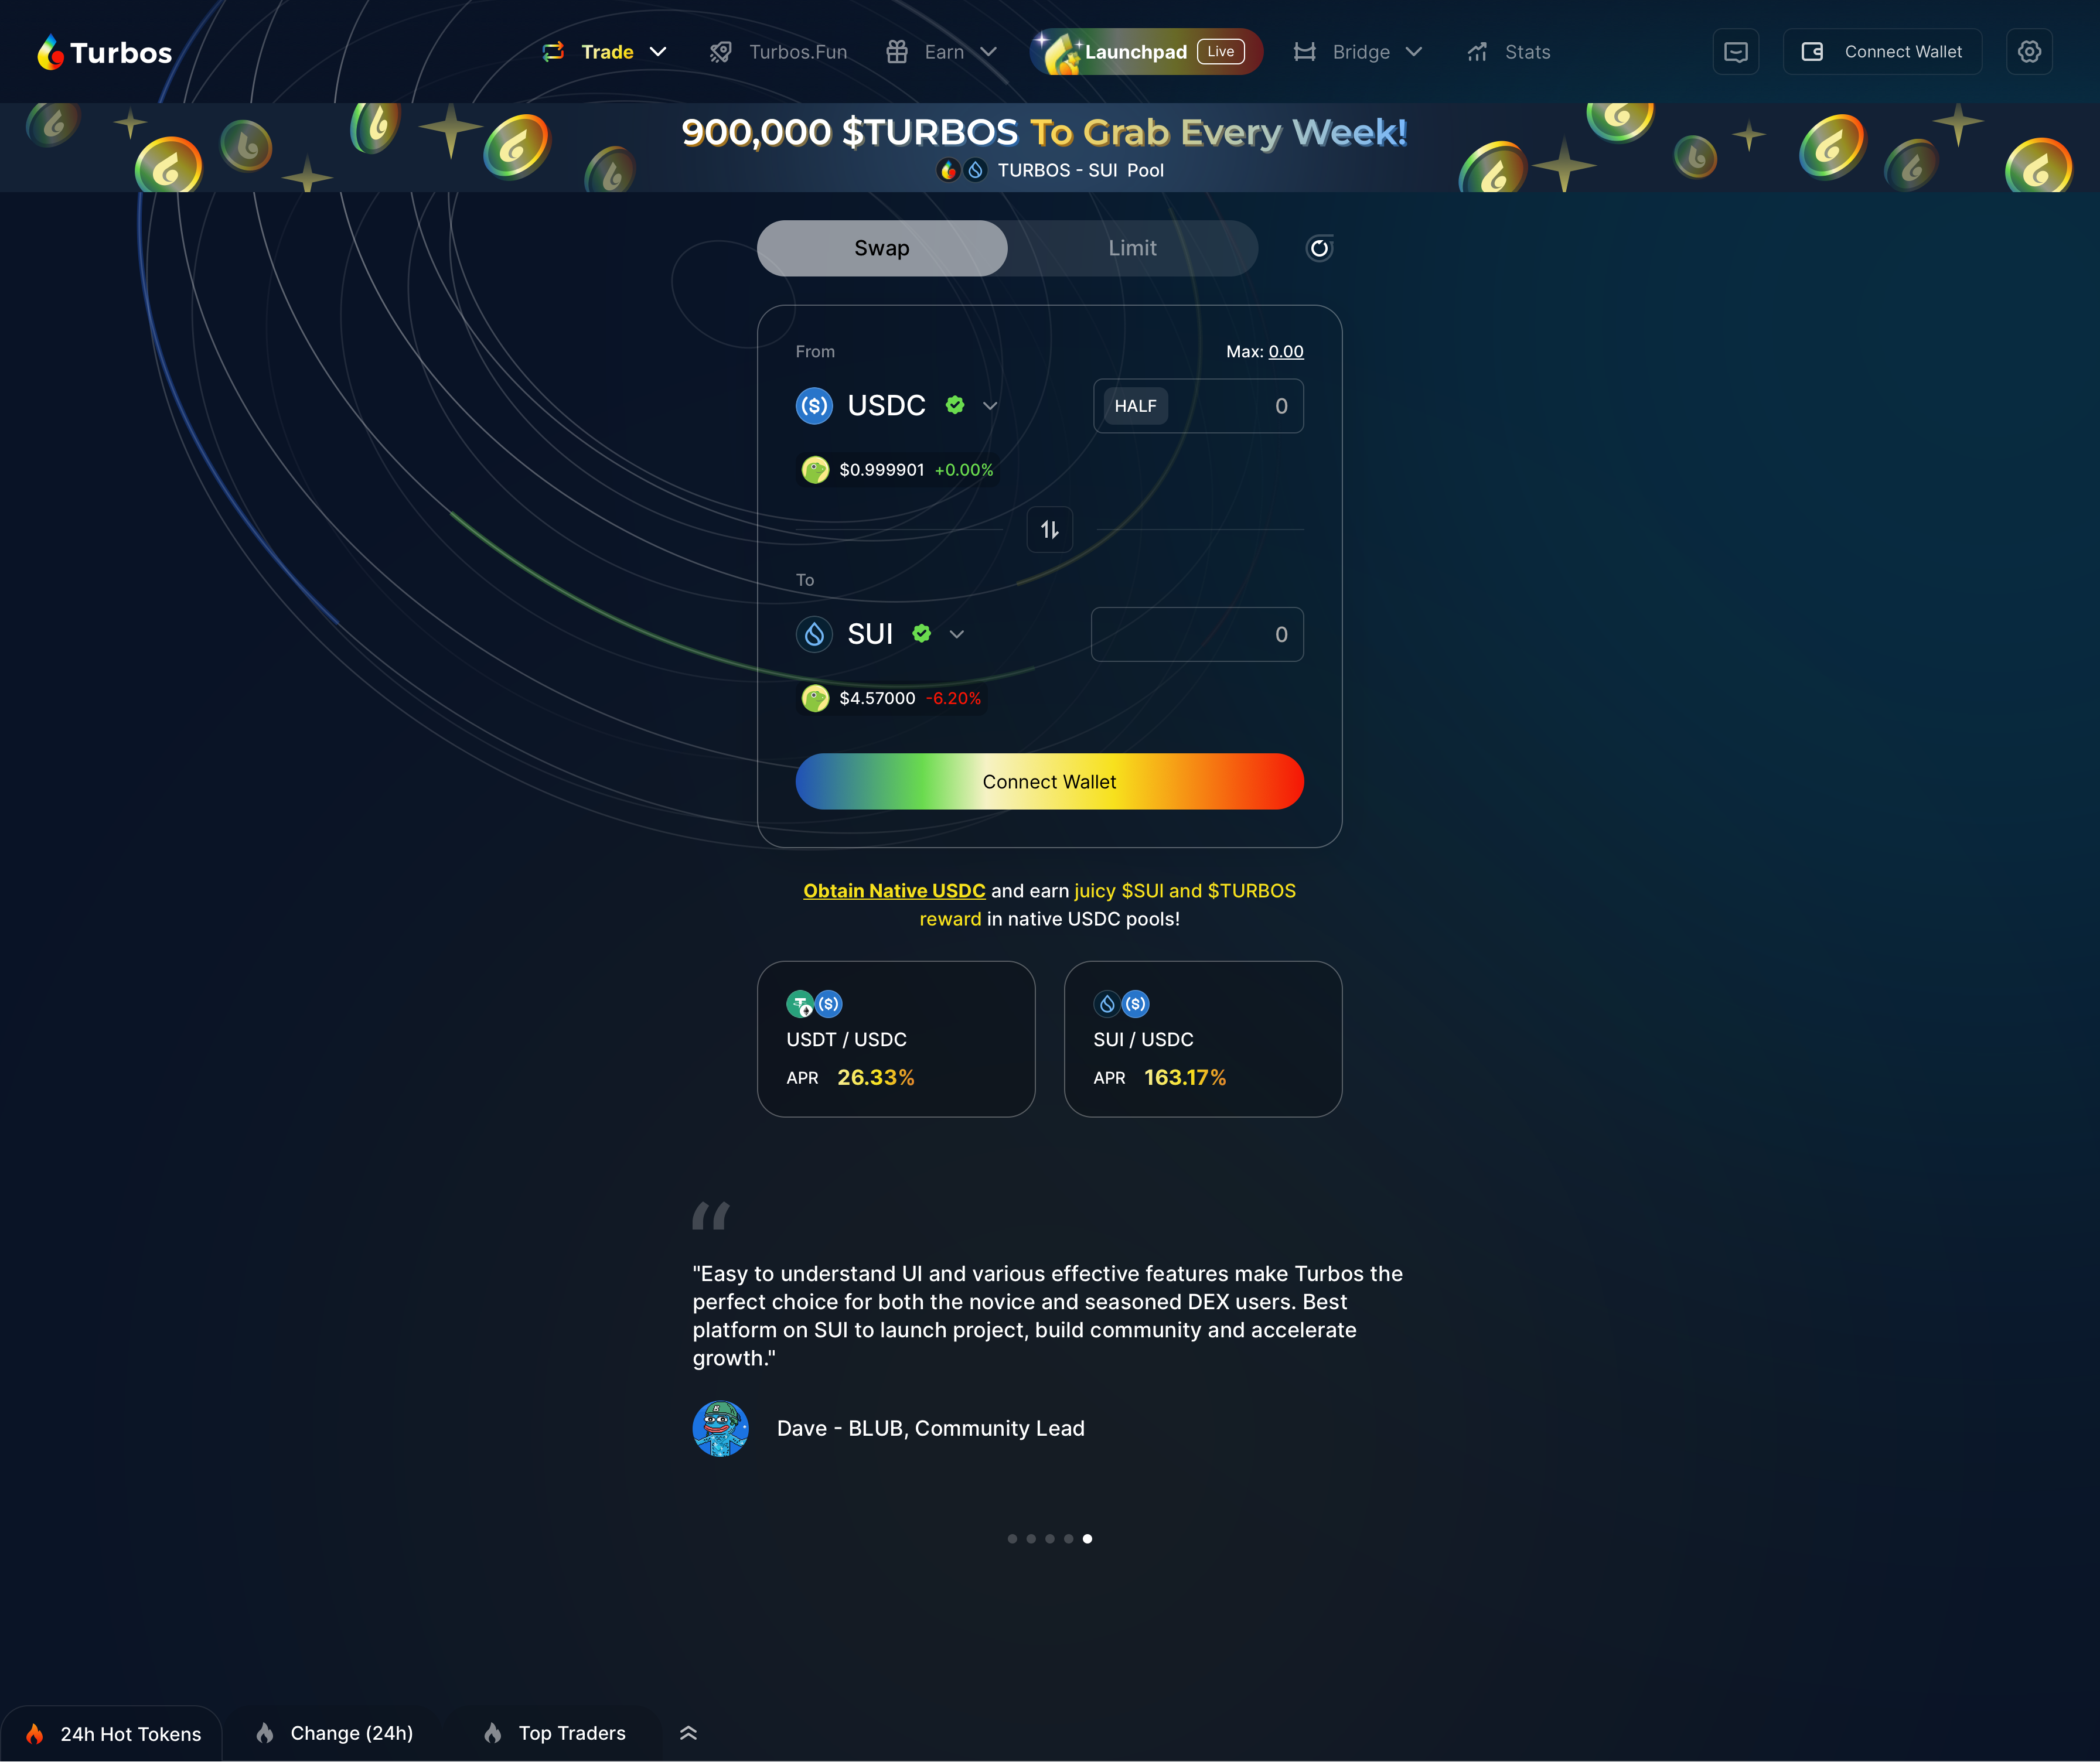 Turbos
Trade
Turbos.Fun
Earn
Launchpad
Live
Bridge
Stats
Connect Wallet
900,000 $TURBOS To Grab Every Week!
TURBOS - SUI Pool
Swap
Limit
From
Max: 0.00
USDC
HALF
0
$0.999901 +0.00%
To
SUI
0
$4.57000 -6.20%
Connect Wallet
Obtain Native USDC and earn juicy $SUI and $TURBOS
reward in native USDC pools!
USDT / USDC
APR 26.33%
SUI / USDC
APR 163.17%
"Easy to understand UI and various effective features make Turbos the
perfect choice for both the novice and seasoned DEX users. Best
platform on SUI to launch project, build community and accelerate
growth."
Dave - BLUB, Community Lead
24h Hot Tokens
Change (24h)
Top Traders